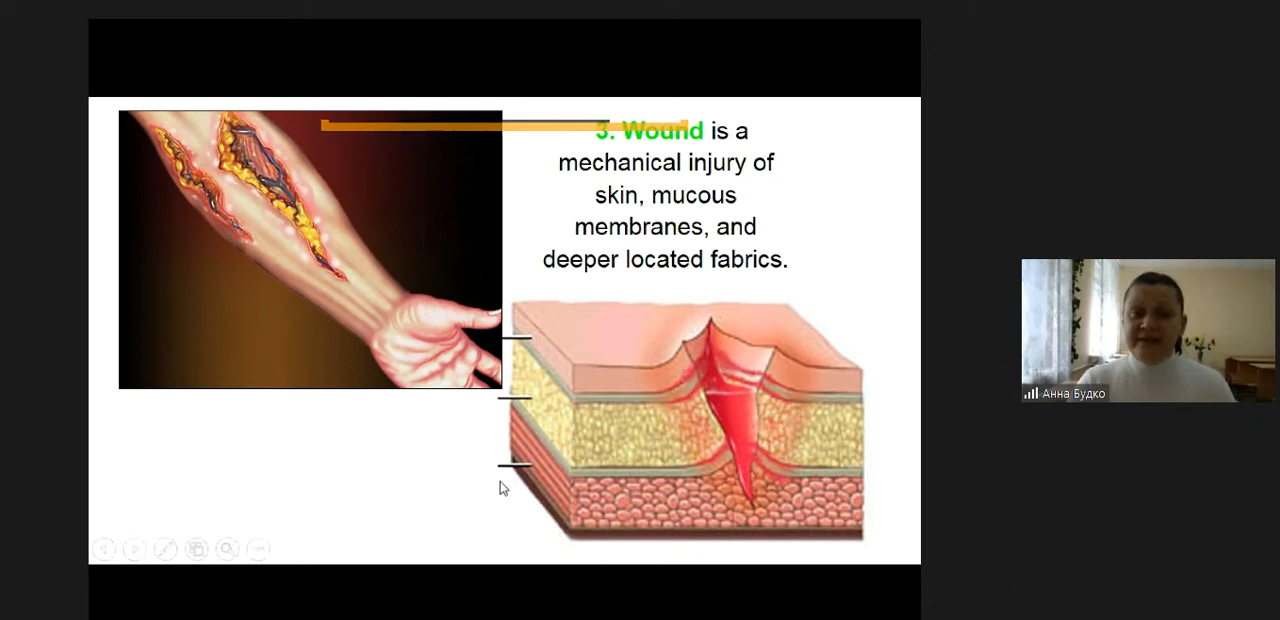 3. Wound is a
mechanical injury of
skin, mucous
membranes, and
deeper located fabrics.
Анна Будко